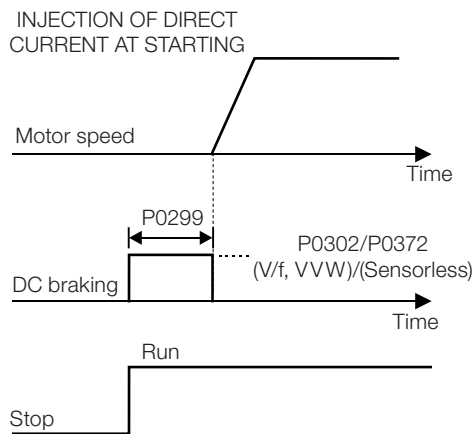 INJECTION OF DIRECT
CURRENT AT STARTING
Motor speed
Time
P0299
P0302/P0372
(V/f, VVW)/(Sensorless)
DC braking
Time
Run
Stop